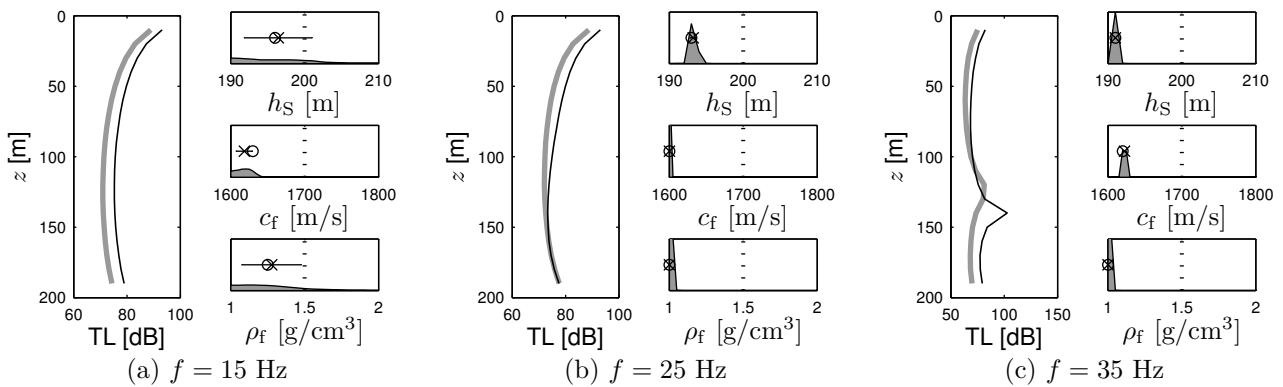 0
50
100
150
200
z [m]
60 80 100
TL [dB]
190 200 210
h_S [m]
1600 1700 1800
c_f [m/s]
1 1.5 2
ρ_f [g/cm³]
(a) f = 15 Hz
0
50
100
150
200
z [m]
60 80 100
TL [dB]
190 200 210
h_S [m]
1600 1700 1800
c_f [m/s]
1 1.5 2
ρ_f [g/cm³]
(b) f = 25 Hz
0
50
100
150
200
z [m]
50 100 150
TL [dB]
190 200 210
h_S [m]
1600 1700 1800
c_f [m/s]
1 1.5 2
ρ_f [g/cm³]
(c) f = 35 Hz